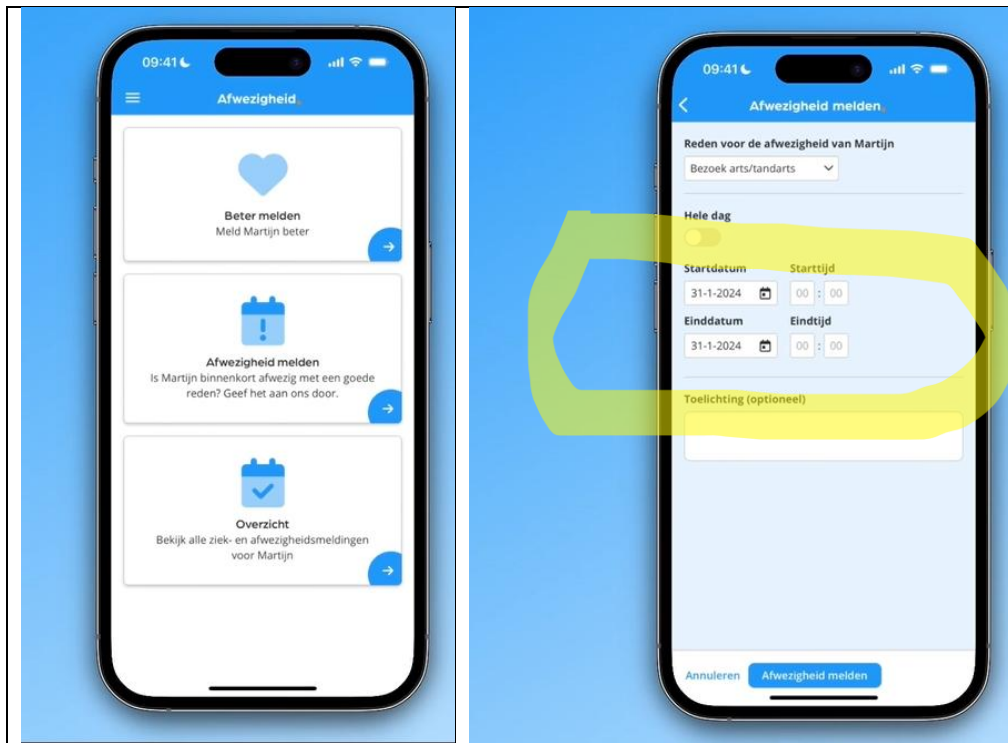 09:41
Afwezigheid.
Beter melden
Meld Martijn beter
Afwezigheid melden
Is Martijn binnenkort afwezig met een goede
reden? Geef het aan ons door.
Overzicht
Bekijk alle ziek- en afwezigheidsmeldingen
voor Martijn
09:41
Afwezigheid melden.
Reden voor de afwezigheid van Martijn
Bezoek arts/tandarts
Hele dag
Startdatum Starttijd
31-1-2024 00 : 00
Einddatum Eindtijd
31-1-2024 00 : 00
Toelichting (optioneel)
Annuleren Afwezigheid melden